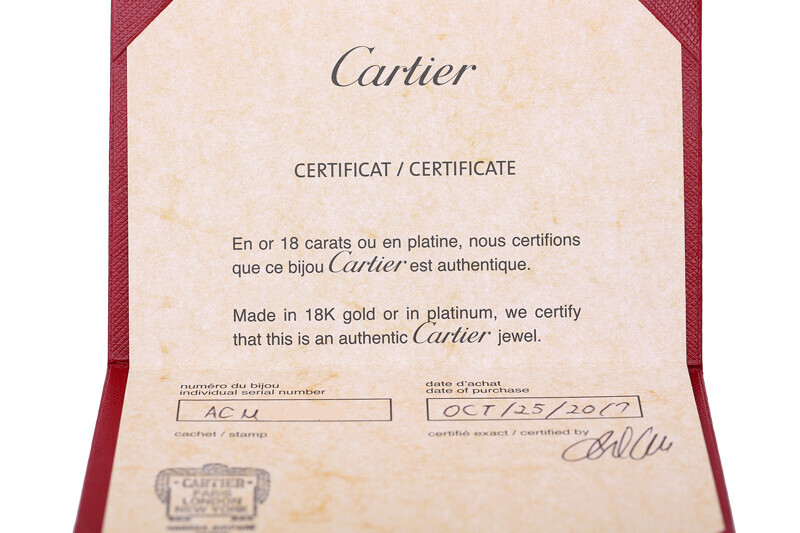 Cartier
CERTIFICAT / CERTIFICATE
En or 18 carats ou en platine, nous certifions
que ce bijou Cartier est authentique.
Made in 18K gold or in platinum, we certify
that this is an authentic Cartier jewel.
numéro du bijou
individual serial number
ACM
date d'achat
date of purchase
OCT/25/2017
cachet / stamp
certifié exact / certified by
CARTIER
PARIS
LONDON
NEW YORK